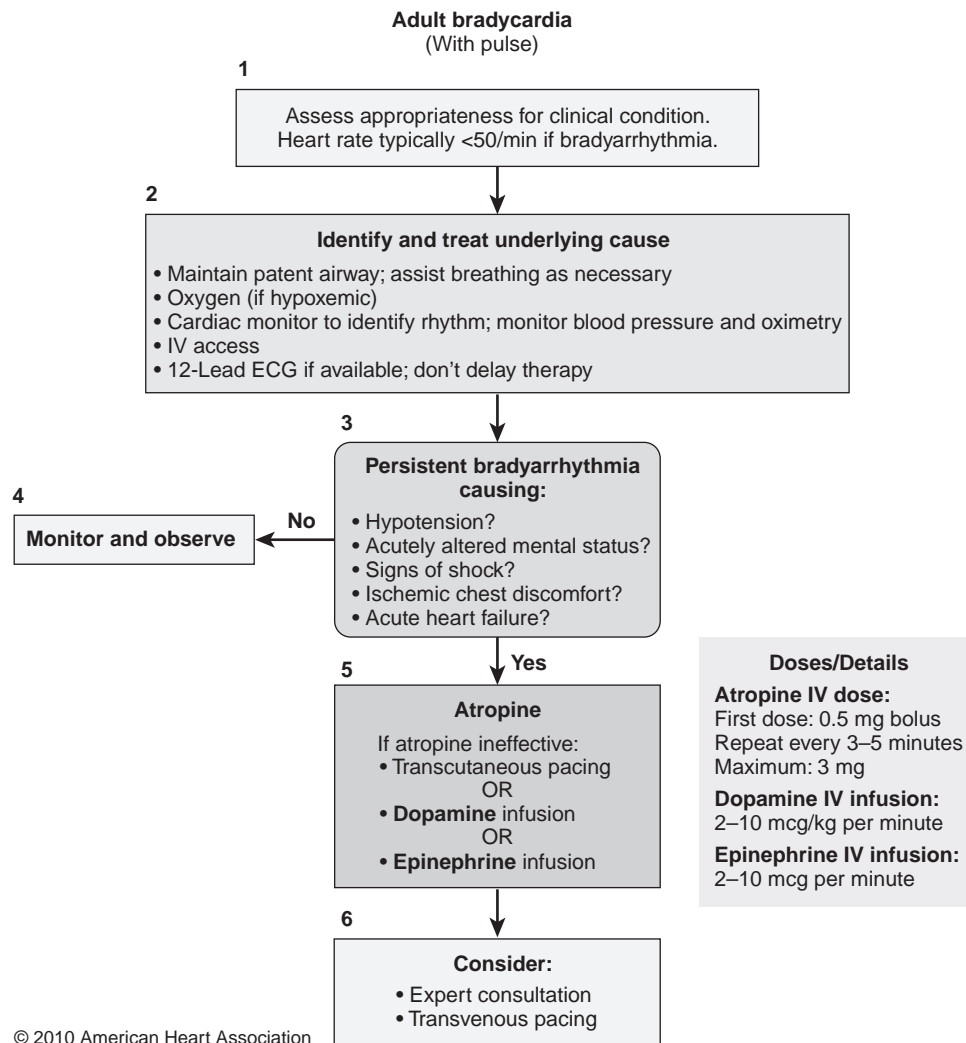 Adult bradycardia
(With pulse)
1
Assess appropriateness for clinical condition.
Heart rate typically <50/min if bradyarrhythmia.
2
Identify and treat underlying cause
• Maintain patent airway; assist breathing as necessary
• Oxygen (if hypoxemic)
• Cardiac monitor to identify rhythm; monitor blood pressure and oximetry
• IV access
• 12-Lead ECG if available; don't delay therapy
3
Persistent bradyarrhythmia
causing:
• Hypotension?
• Acutely altered mental status?
• Signs of shock?
• Ischemic chest discomfort?
• Acute heart failure?
No
4
Monitor and observe
Yes
5
Atropine
If atropine ineffective:
• Transcutaneous pacing
OR
• Dopamine infusion
OR
• Epinephrine infusion
Doses/Details
Atropine IV dose:
First dose: 0.5 mg bolus
Repeat every 3–5 minutes
Maximum: 3 mg
Dopamine IV infusion:
2–10 mcg/kg per minute
Epinephrine IV infusion:
2–10 mcg per minute
6
Consider:
• Expert consultation
• Transvenous pacing
© 2010 American Heart Association